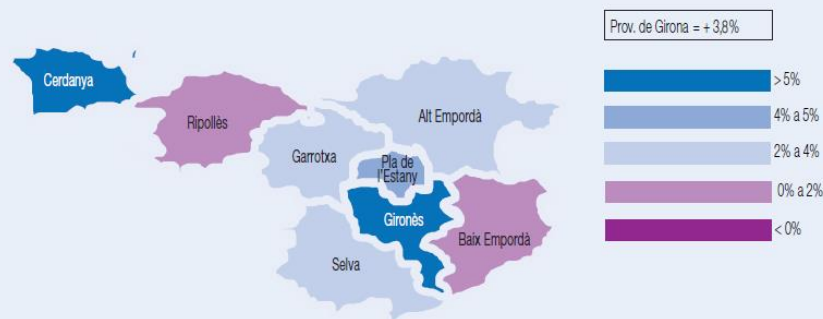 Prov. de Girona = + 3,8%
> 5%
4% a 5%
2% a 4%
0% a 2%
< 0%
Cerdanya
Ripollès
Alt Empordà
Garrotxa
Pla de
l'Estany
Gironès
Baix Empordà
Selva